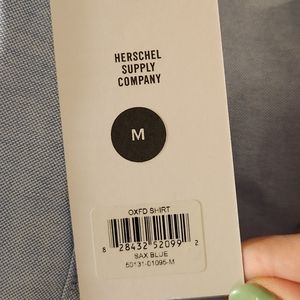 HERSCHEL
SUPPLY
COMPANY
M
OXFD SHIRT
8 28432 52099 2
SAX BLUE
50131-01095-M